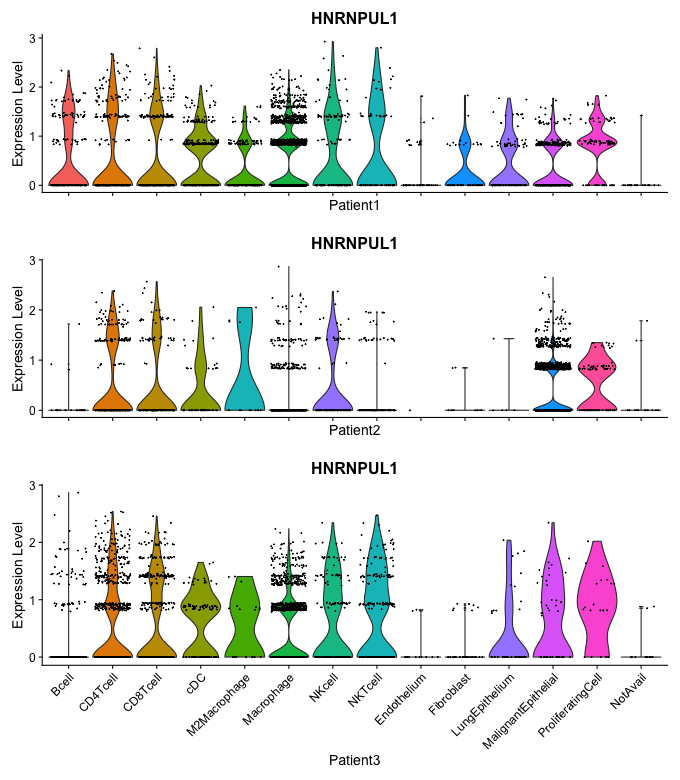 HNRNPUL1
3
2
1
0
Expression Level
Patient1
HNRNPUL1
3
2
1
0
Expression Level
Patient2
HNRNPUL1
3
2
1
0
Expression Level
Bcell
CD4Tcell
CD8Tcell
cDC
M2Macrophage
Macrophage
NKcell
NKTcell
Endothelium
Fibroblast
LungEpithelium
MalignantEpithelial
ProliferatingCell
NotAvail
Patient3